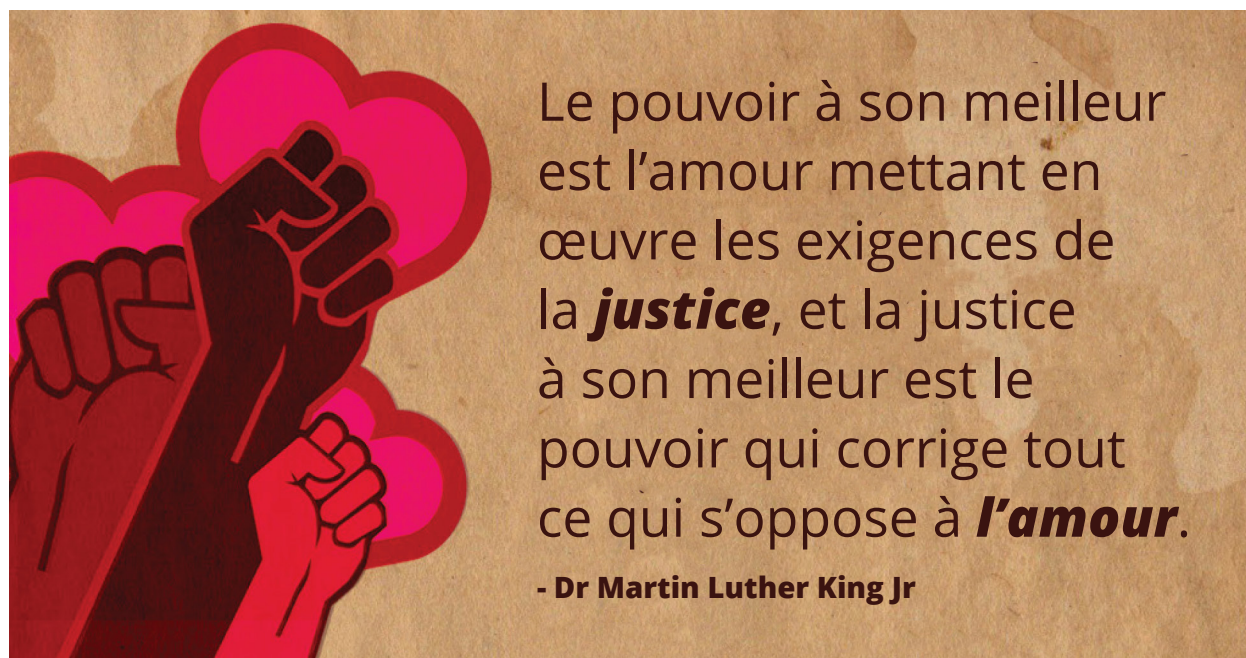 Le pouvoir à son meilleur
est l’amour mettant en
œuvre les exigences de
la justice, et la justice
à son meilleur est le
pouvoir qui corrige tout
ce qui s’oppose à l’amour.
- Dr Martin Luther King Jr